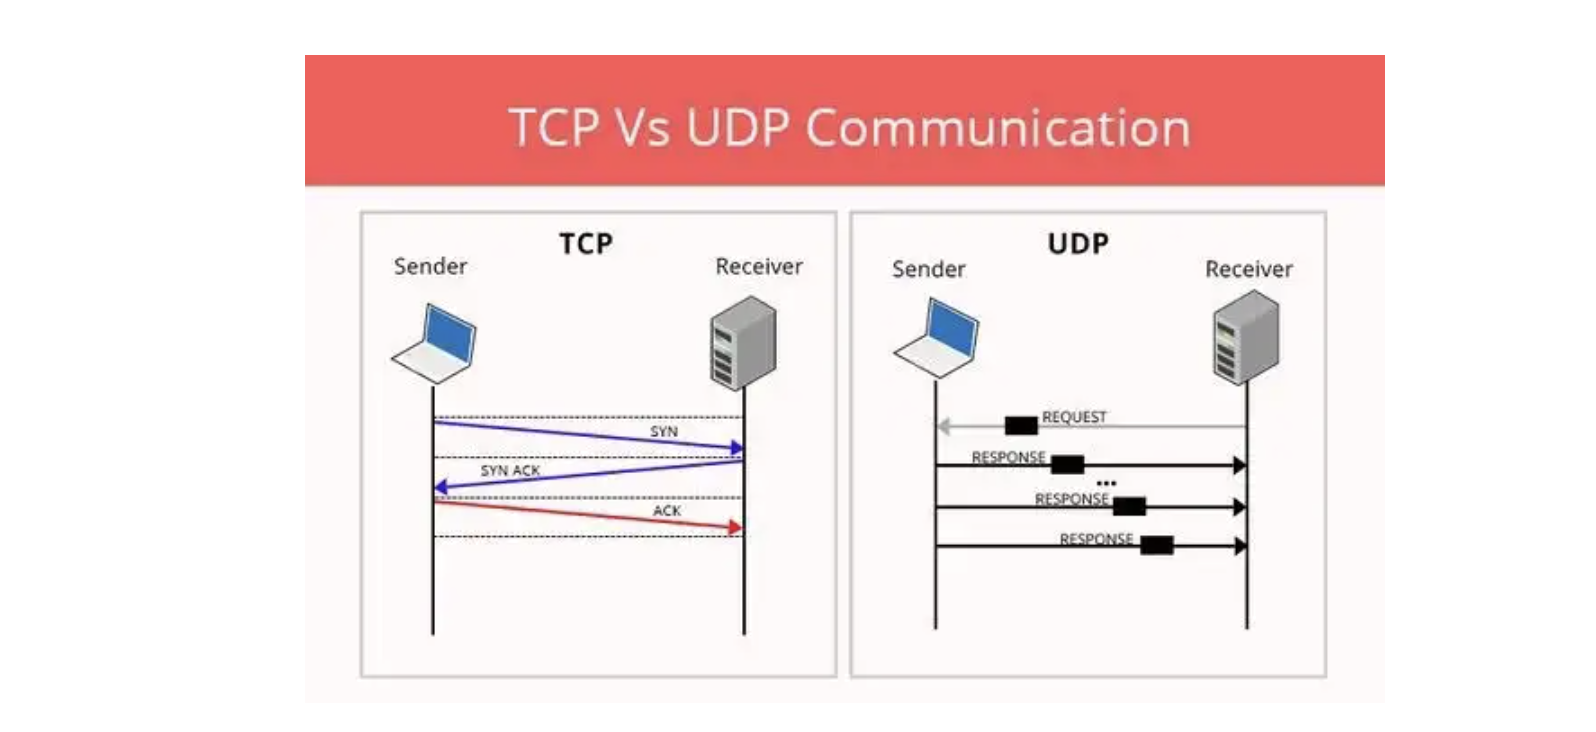 TCP Vs UDP Communication
TCP
Sender
Receiver
SYN
SYN ACK
ACK
UDP
Sender
Receiver
REQUEST
RESPONSE
...
RESPONSE
RESPONSE